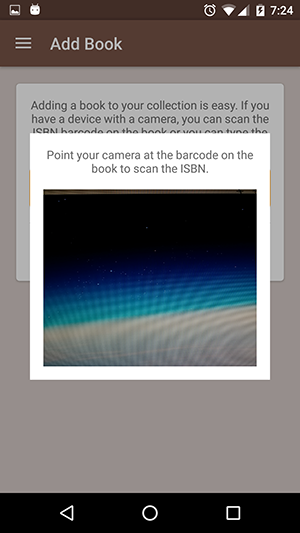 7:24
Add Book
Adding a book to your collection is easy. If you
have a device with a camera, you can scan the
ISBN barcode on the book or you can type the
Point your camera at the barcode on the
book to scan the ISBN.